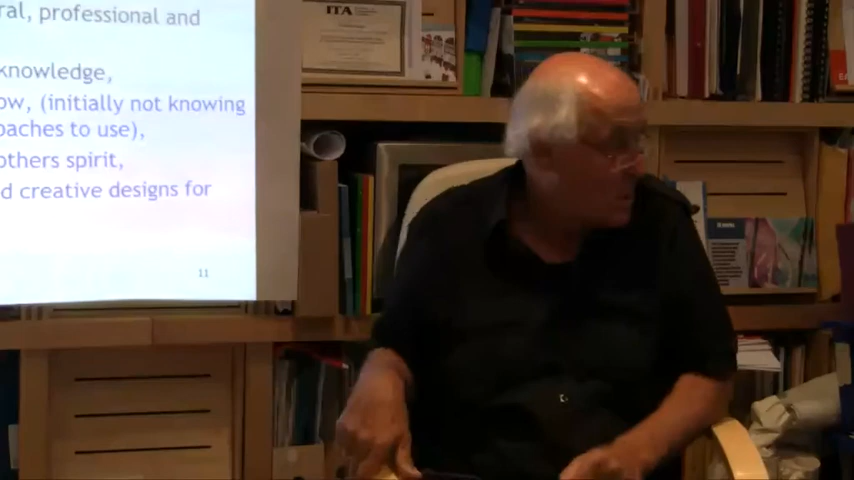 ral, professional and
knowledge,
ow, (initially not knowing
oaches to use),
others spirit,
d creative designs for
11
ITA